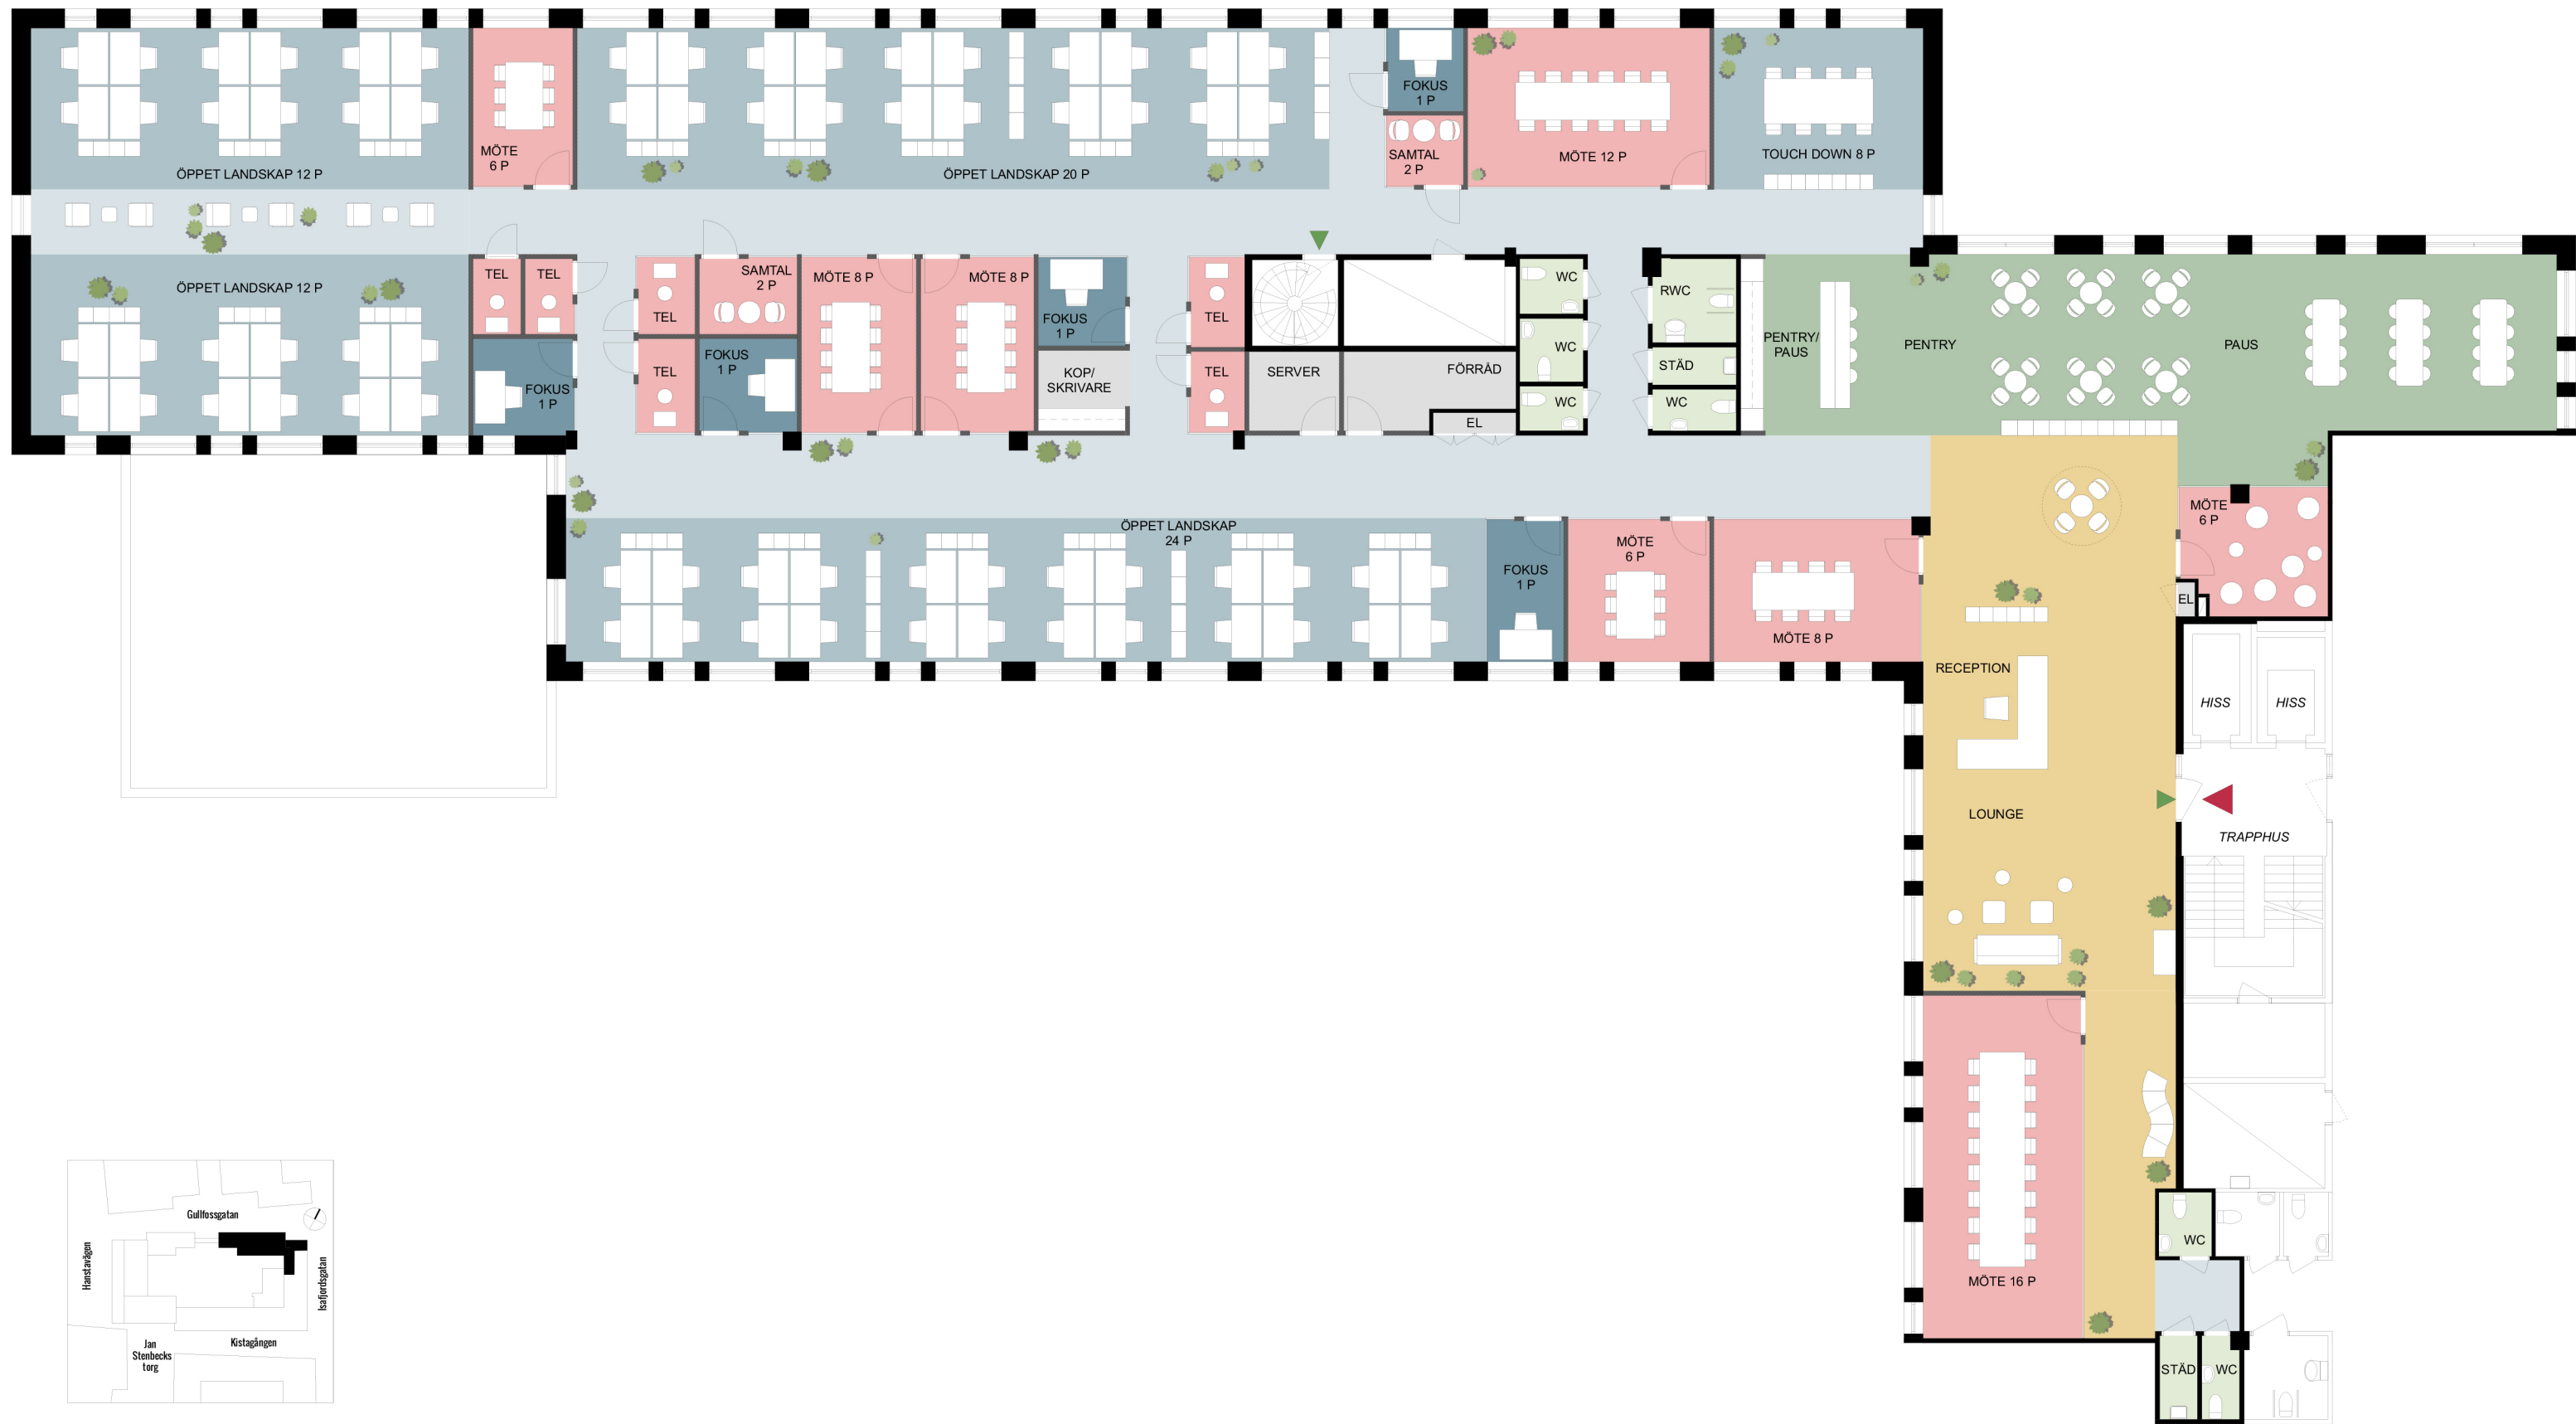 FOKUS
1 P
MÖTE
6 P
SAMTAL
2 P
MÖTE 12 P
TOUCH DOWN 8 P
ÖPPET LANDSKAP 12 P
ÖPPET LANDSKAP 20 P
TEL
TEL
SAMTAL
2 P
MÖTE 8 P
MÖTE 8 P
WC
ÖPPET LANDSKAP 12 P
RWC
TEL
FOKUS
1 P
TEL
PENTRY/
PAUS
PENTRY
PAUS
WC
FOKUS
1 P
TEL
KOP/
SKRIVARE
TEL
SERVER
FÖRRÅD
STÄD
FOKUS
1 P
WC
WC
EL
MÖTE
6 P
ÖPPET LANDSKAP
24 P
MÖTE
6 P
FOKUS
1 P
EL
MÖTE 8 P
RECEPTION
HISS
HISS
LOUNGE
TRAPPHUS
Gullfossgatan
Hanstavägen
Isafjordsgatan
Kistagången
Jan
Stenbecks
torg
WC
MÖTE 16 P
STÄD
WC